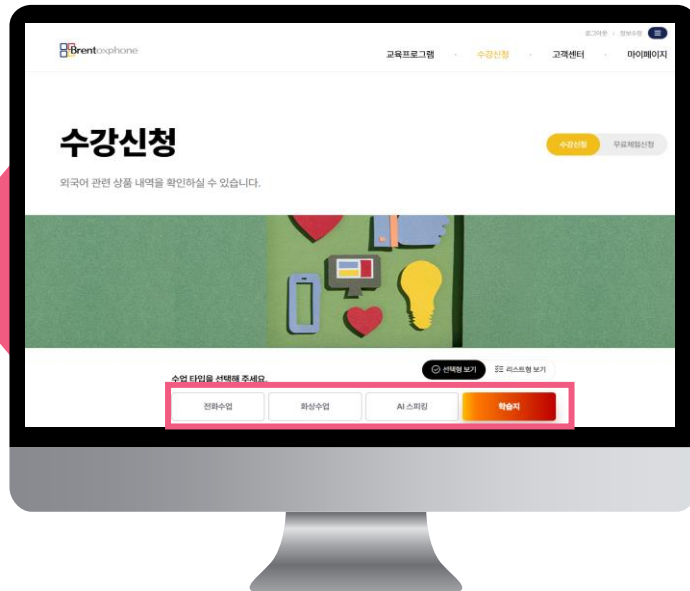 로그아웃 · 정보수정
Brentoxphone
교육프로그램 · 수강신청 · 고객센터 · 마이페이지
수강신청
수강신청 무료체험신청
외국어 관련 상품 내역을 확인하실 수 있습니다.
선택형 보기 리스트형 보기
수업 타입을 선택해 주세요.
전화수업 화상수업 AI 스피킹 학습지